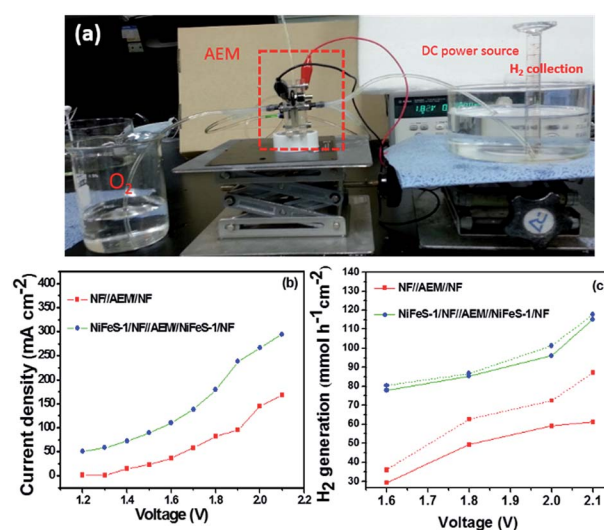 (a)
AEM
DC power source
H₂ collection
O₂
(b)
NF//AEM//NF
NiFeS-1/NF//AEM//NiFeS-1/NF
Current density (mA cm⁻²)
400
350
300
250
200
150
100
50
0
1.2 1.3 1.4 1.5 1.6 1.7 1.8 1.9 2.0 2.1 2.2
Voltage (V)
(c)
NF//AEM//NF
NiFeS-1/NF//AEM//NiFeS-1/NF
H₂ generation (mmol h⁻¹cm⁻²)
140
130
120
110
100
90
80
70
60
50
40
30
1.6 1.7 1.8 1.9 2.0 2.1
Voltage (V)